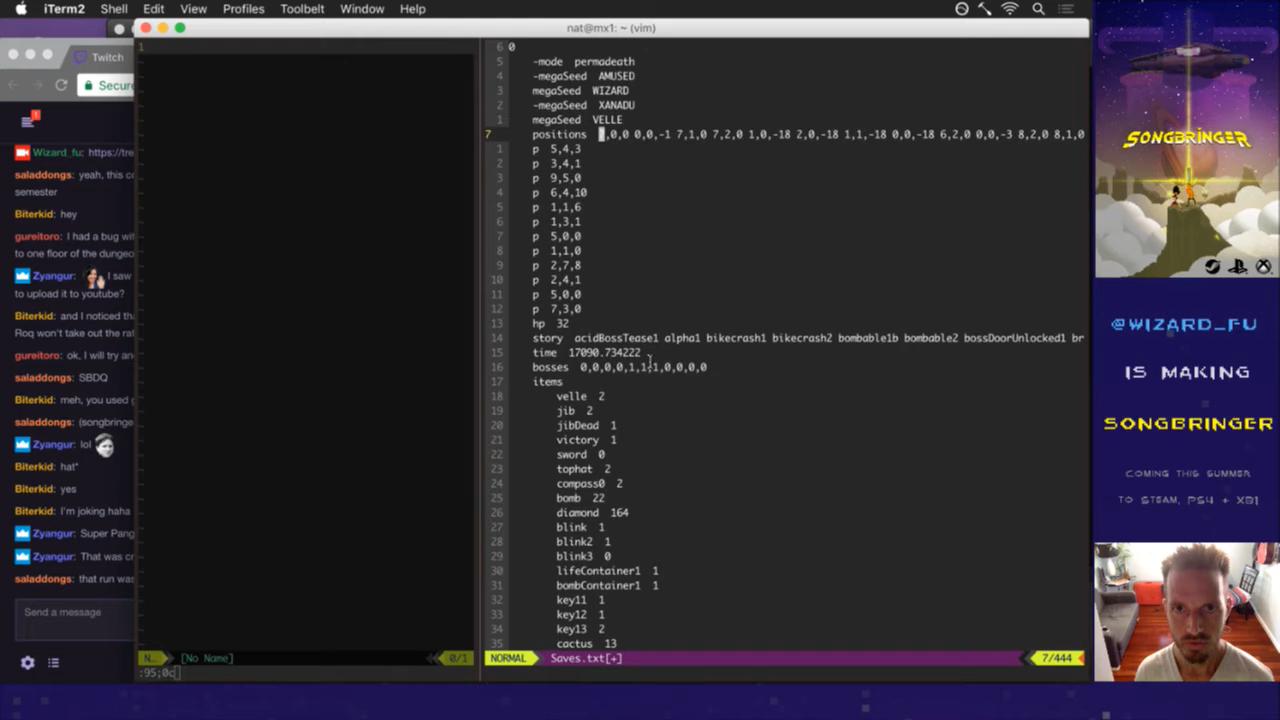 iTerm2 Shell Edit View Profiles Toolbelt Window Help
nat@mx1: ~ (vim)
Twitch
Secure
Wizard_fu: https://tre
saladdongs: yeah, this co
semester
Biterkid: hey
gureitoro: I had a bug wit
to one floor of the dungeo
Zyangur: I saw
to upload it to youtube?
Biterkid: and I noticed tha
Roq won't take out the rat
gureitoro: ok, I will try an
saladdongs: SBDQ
Biterkid: meh, you used g
saladdongs: (songbringe
Zyangur: lol
Biterkid: hat*
Biterkid: yes
Biterkid: I'm joking haha
Zyangur: Super Pang
Zyangur: That was cr
saladdongs: that run was
Send a message
1
6 0
5 -mode permadeath
4 -megaSeed AMUSED
3 megaSeed WIZARD
2 -megaSeed XANADU
1 megaSeed VELLE
7 positions ,0,0 0,0,-1 7,1,0 7,2,0 1,0,-18 2,0,-18 1,1,-18 0,0,-18 6,2,0 0,0,-3 8,2,0 8,1,0
1 p 5,4,3
2 p 3,4,1
3 p 9,5,0
4 p 6,4,10
5 p 1,1,6
6 p 1,3,1
7 p 5,0,0
8 p 1,1,0
9 p 2,7,8
10 p 2,4,1
11 p 5,0,0
12 p 7,3,0
13 hp 32
14 story acidBossTease1 alpha1 bikecrash1 bikecrash2 bombable1b bombable2 bossDoorUnlocked1 br
15 time 17090.734222
16 bosses 0,0,0,0,1,1,1,0,0,0,0
17 items
18 velle 2
19 jib 2
20 jibDead 1
21 victory 1
22 sword 0
23 tophat 2
24 compass0 2
25 bomb 22
26 diamond 164
27 blink 1
28 blink2 1
29 blink3 0
30 lifeContainer1 1
31 bombContainer1 1
32 key11 1
33 key12 1
34 key13 2
35 cactus 13
N… [No Name] 0/1
NORMAL Saves.txt[+] 7/444
:95;0c
SONGBRINGER
@WIZARD_FU
IS MAKING
SONGBRINGER
COMING THIS SUMMER
TO STEAM, PS4 + XB1